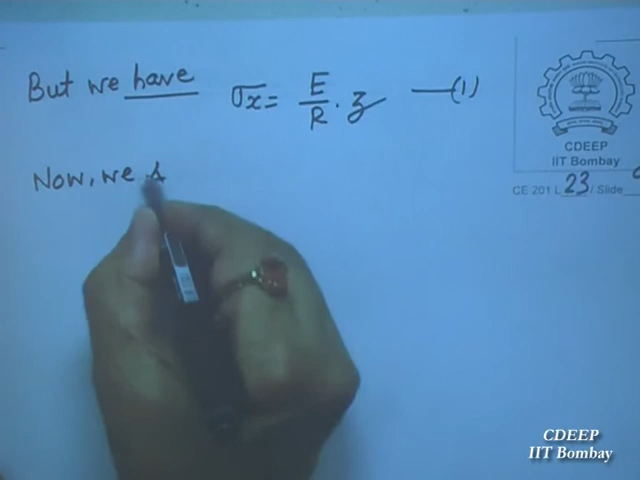 But we have σx = E/R . z —(1)
Now, we
CDEEP
IIT Bombay
CE 201 L 23 / Slide
CDEEP
IIT Bombay